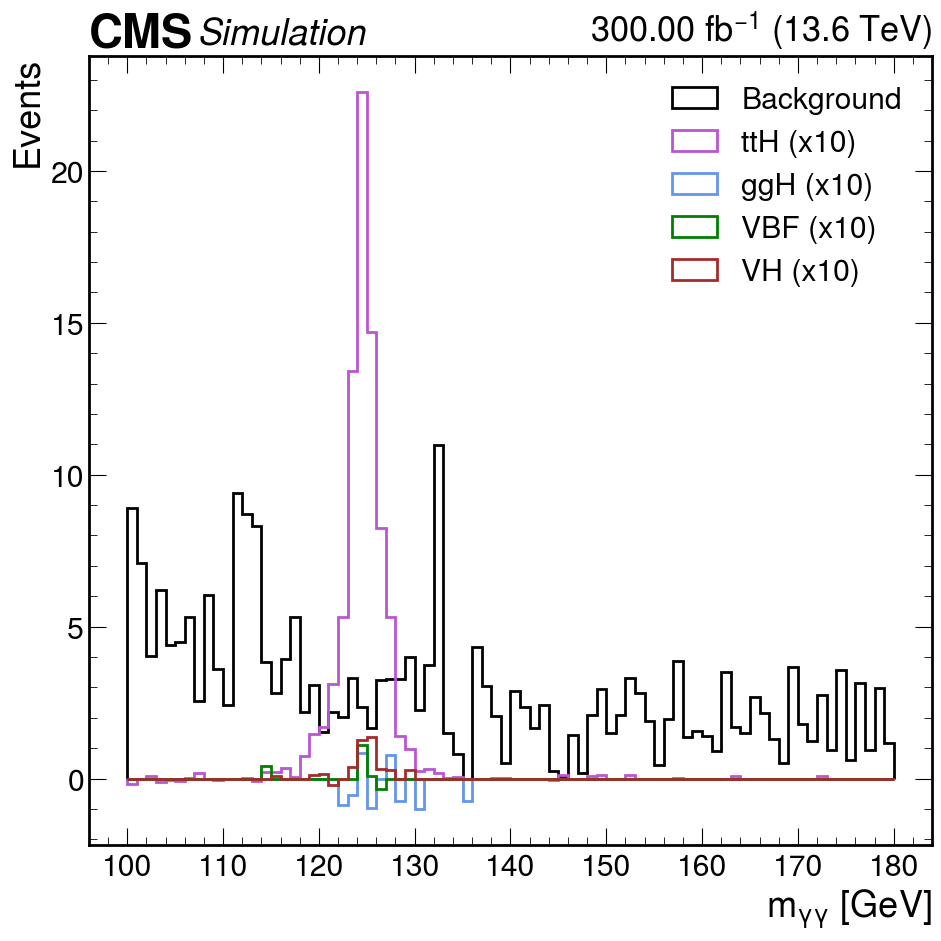 CMS Simulation 300.00 fb⁻¹ (13.6 TeV)
Events
Background
ttH (x10)
ggH (x10)
VBF (x10)
VH (x10)
20
15
10
5
0
100 110 120 130 140 150 160 170 180
mγγ [GeV]